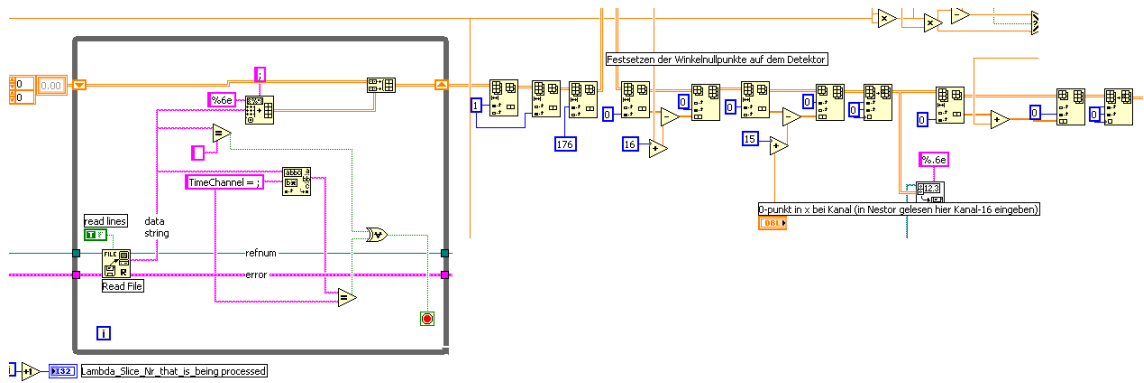 Festsetzen der Winkelnullpunkte auf dem Detektor
0
0.00
0
;
%.6e
1
0
0
0
0
0
0
0
176
16
15
%.6e
TimeChannel = ;
abbc
12.3
read lines
data
string
T F
0-punkt in x bei Kanal (in Nestor gelesen hier Kanal-16 eingeben)
DBL
FILE
R
refnum
error
Read File
i
I32
Lambda_Slice_Nr_that_is_being processed